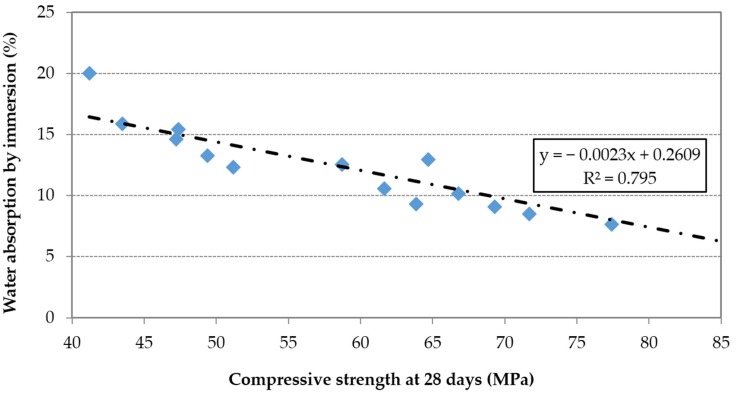 25
20
15
10
5
0
40 45 50 55 60 65 70 75 80 85
Water absorption by immersion (%)
y = − 0.0023x + 0.2609
R² = 0.795
Compressive strength at 28 days (MPa)